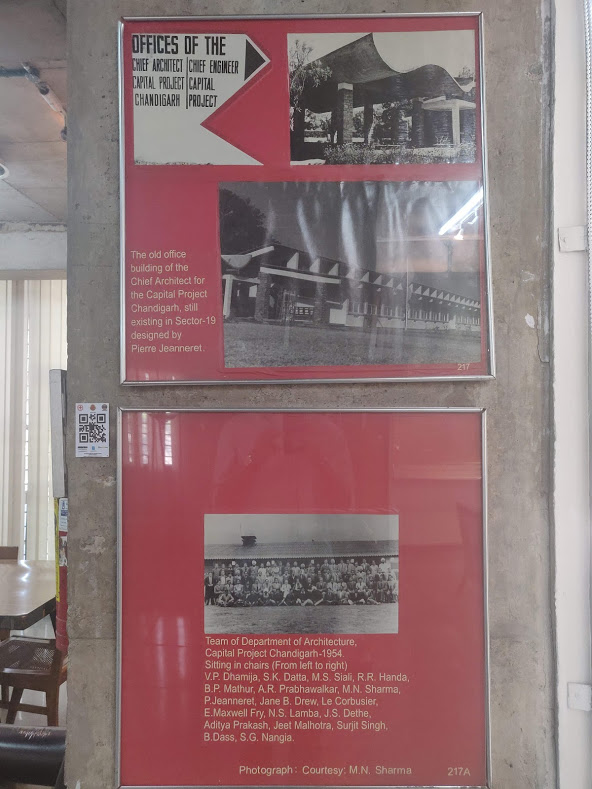 OFFICES OF THE
CHIEF ARCHITECT CHIEF ENGINEER
CAPITAL PROJECT CAPITAL
CHANDIGARH PROJECT
The old office
building of the
Chief Architect for
the Capital Project
Chandigarh, still
existing in Sector-19
designed by
Pierre Jeanneret.
217
Team of Department of Architecture,
Capital Project Chandigarh-1954.
Sitting in chairs (From left to right)
V.P. Dhamija, S.K. Datta, M.S. Siali, R.R. Handa,
B.P. Mathur, A.R. Prabhawalkar, M.N. Sharma,
P.Jeanneret, Jane B. Drew, Le Corbusier,
E.Maxwell Fry, N.S. Lamba, J.S. Dethe,
Aditya Prakash, Jeet Malhotra, Surjit Singh,
B.Dass, S.G. Nangia.
Photograph: Courtesy: M.N. Sharma
217A